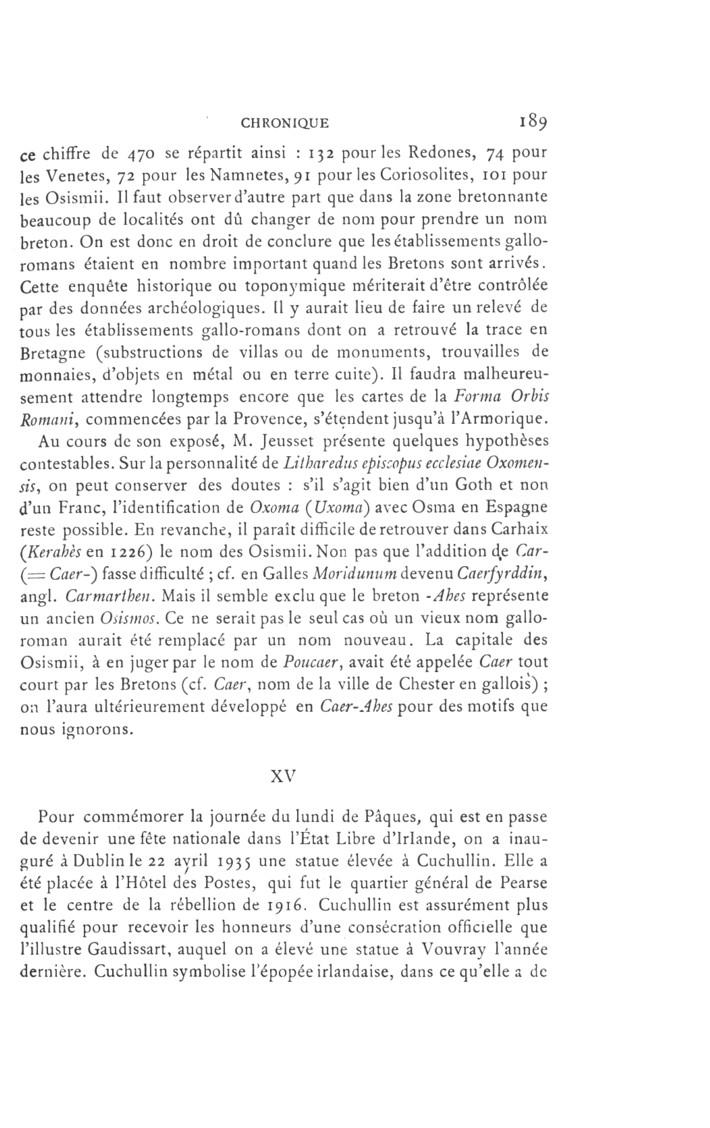 CHRONIQUE 189
ce chiffre de 470 se répartit ainsi : 132 pour les Redones, 74 pour
les Venetes, 72 pour les Namnetes, 91 pour les Coriosolites, 101 pour
les Osismii. Il faut observer d'autre part que dans la zone bretonnante
beaucoup de localités ont dû changer de nom pour prendre un nom
breton. On est donc en droit de conclure que les établissements gallo-
romans étaient en nombre important quand les Bretons sont arrivés.
Cette enquête historique ou toponymique mériterait d'être contrôlée
par des données archéologiques. Il y aurait lieu de faire un relevé de
tous les établissements gallo-romans dont on a retrouvé la trace en
Bretagne (substructions de villas ou de monuments, trouvailles de
monnaies, d'objets en métal ou en terre cuite). Il faudra malheureu-
sement attendre longtemps encore que les cartes de la Forma Orbis
Romani, commencées par la Provence, s'étendent jusqu'à l'Armorique.
Au cours de son exposé, M. Jeusset présente quelques hypothèses
contestables. Sur la personnalité de Litharedus episcopus ecclesiae Oxomen-
sis, on peut conserver des doutes : s'il s'agit bien d'un Goth et non
d'un Franc, l'identification de Oxoma (Uxoma) avec Osma en Espagne
reste possible. En revanche, il paraît difficile de retrouver dans Carhaix
(Kerahès en 1226) le nom des Osismii. Non pas que l'addition de Car-
(= Caer-) fasse difficulté ; cf. en Galles Moridunum devenu Caerfyrddin,
angl. Carmarthen. Mais il semble exclu que le breton -Ahes représente
un ancien Osismos. Ce ne serait pas le seul cas où un vieux nom gallo-
roman aurait été remplacé par un nom nouveau. La capitale des
Osismii, à en juger par le nom de Poucaer, avait été appelée Caer tout
court par les Bretons (cf. Caer, nom de la ville de Chester en gallois) ;
on l'aura ultérieurement développé en Caer-Ahes pour des motifs que
nous ignorons.
XV
Pour commémorer la journée du lundi de Pâques, qui est en passe
de devenir une fête nationale dans l'État Libre d'Irlande, on a inau-
guré à Dublin le 22 avril 1935 une statue élevée à Cuchullin. Elle a
été placée à l'Hôtel des Postes, qui fut le quartier général de Pearse
et le centre de la rébellion de 1916. Cuchullin est assurément plus
qualifié pour recevoir les honneurs d'une consécration officielle que
l'illustre Gaudissart, auquel on a élevé une statue à Vouvray l'année
dernière. Cuchullin symbolise l'épopée irlandaise, dans ce qu'elle a de